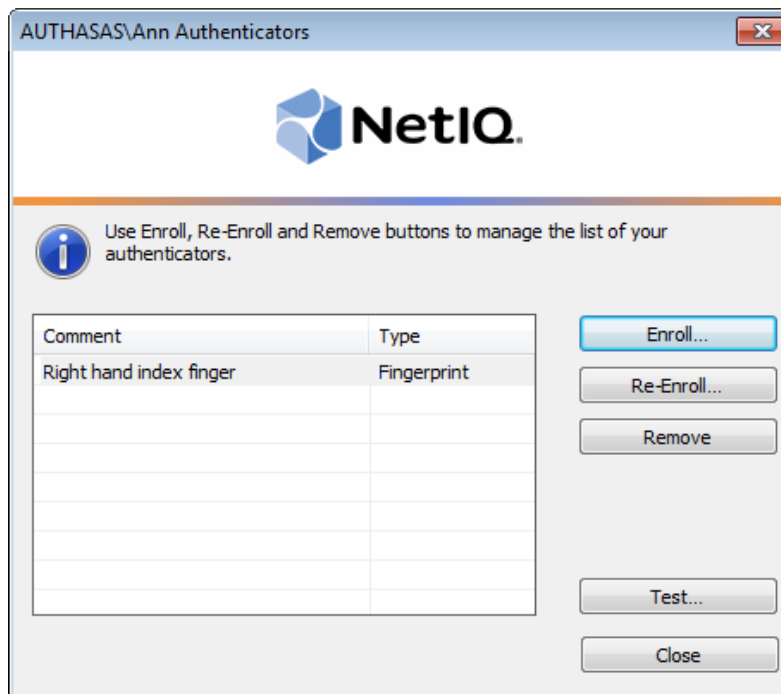 AUTHASAS\Ann Authenticators
NetIQ.
Use Enroll, Re-Enroll and Remove buttons to manage the list of your
authenticators.
Comment Type
Right hand index finger Fingerprint
Enroll...
Re-Enroll...
Remove
Test...
Close